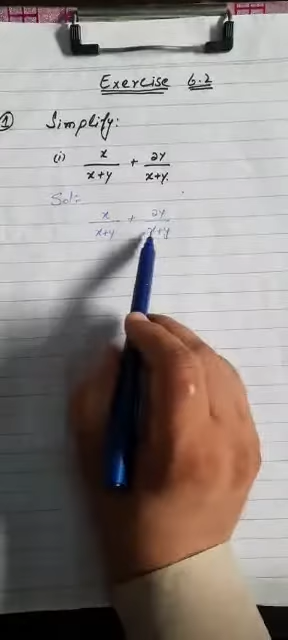 Exercise 6.2
① Simplify:
(i) x/x+y + 2y/x+y.
Sol:-
x/x+y + 2y/x+y